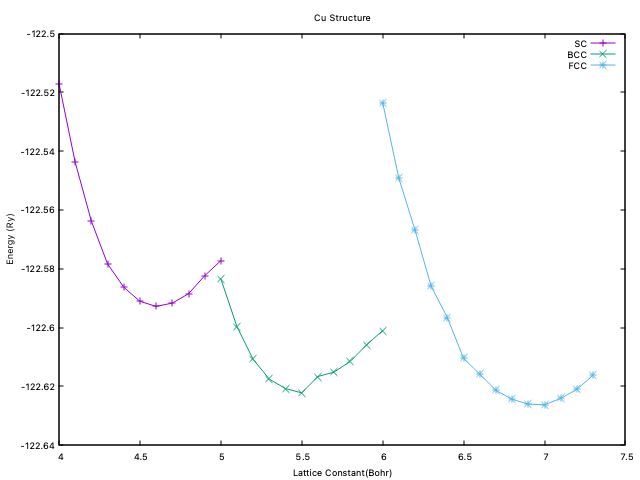 Cu Structure
SC
BCC
FCC
-122.5
-122.52
-122.54
-122.56
-122.58
-122.6
-122.62
-122.64
Energy (Ry)
4 4.5 5 5.5 6 6.5 7 7.5
Lattice Constant(Bohr)